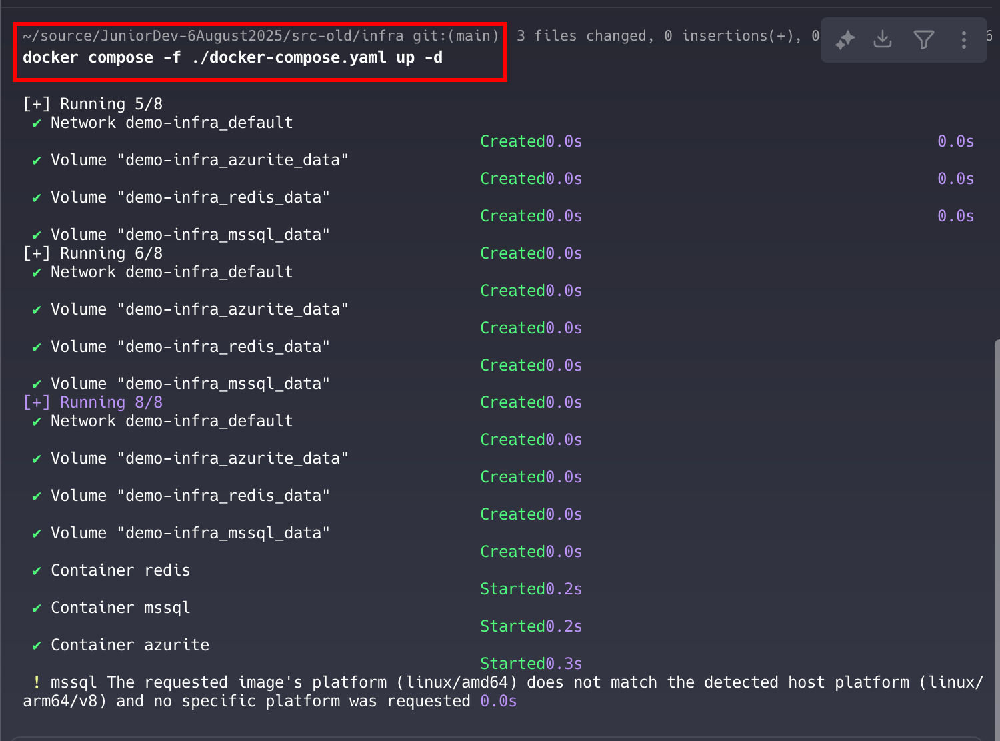 ~/source/JuniorDev-6August2025/src-old/infra git:(main) 3 files changed, 0 insertions(+), 0 6
docker compose -f ./docker-compose.yaml up -d
[+] Running 5/8
✔ Network demo-infra_default
Created0.0s 0.0s
✔ Volume "demo-infra_azurite_data"
Created0.0s 0.0s
✔ Volume "demo-infra_redis_data"
Created0.0s 0.0s
✔ Volume "demo-infra_mssql_data"
[+] Running 6/8 Created0.0s
✔ Network demo-infra_default
Created0.0s
✔ Volume "demo-infra_azurite_data"
Created0.0s
✔ Volume "demo-infra_redis_data"
Created0.0s
✔ Volume "demo-infra_mssql_data"
[+] Running 8/8 Created0.0s
✔ Network demo-infra_default
Created0.0s
✔ Volume "demo-infra_azurite_data"
Created0.0s
✔ Volume "demo-infra_redis_data"
Created0.0s
✔ Volume "demo-infra_mssql_data"
Created0.0s
✔ Container redis
Started0.2s
✔ Container mssql
Started0.2s
✔ Container azurite
Started0.3s
! mssql The requested image's platform (linux/amd64) does not match the detected host platform (linux/
arm64/v8) and no specific platform was requested 0.0s